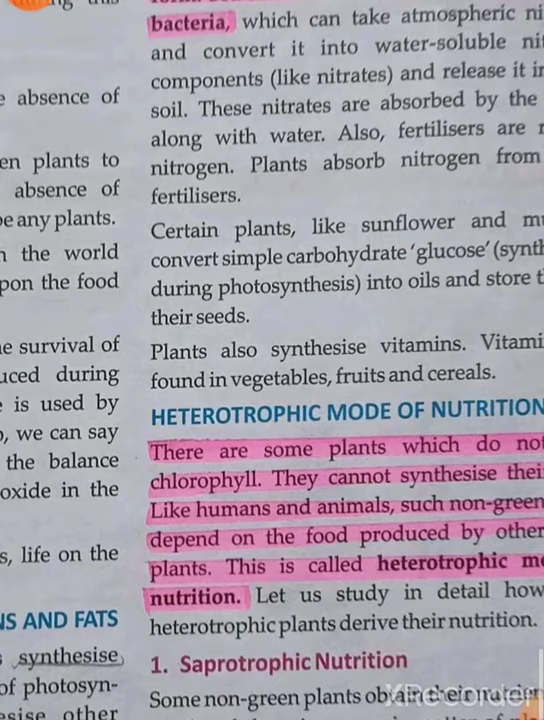 absence of
en plants to
absence of
be any plants.
the world
pon the food
survival of
uced during
is used by
we can say
the balance
oxide in the
life on the
AND FATS
synthesise
of photosyn-
other
bacteria, which can take atmospheric
and convert it into water-soluble
components (like nitrates) and release it
soil. These nitrates are absorbed by the
along with water. Also, fertilisers are
nitrogen. Plants absorb nitrogen from
fertilisers.
Certain plants, like sunflower and
convert simple carbohydrate 'glucose' (synth
during photosynthesis) into oils and store
their seeds.
Plants also synthesise vitamins. Vitami
found in vegetables, fruits and cereals.
HETEROTROPHIC MODE OF NUTRITION
There are some plants which do not
chlorophyll. They cannot synthesise thei
Like humans and animals, such non-green
depend on the food produced by other
plants. This is called heterotrophic m
nutrition. Let us study in detail how
heterotrophic plants derive their nutrition.
1. Saprotrophic Nutrition
Some non-green plants obtain their
XRecorder